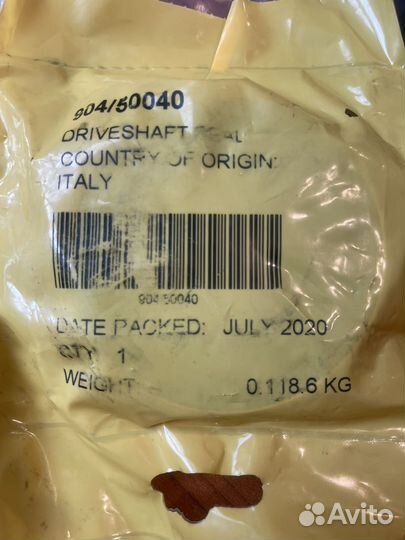 904/50040
DRIVESHAFT SEAL
COUNTRY OF ORIGIN:
ITALY
904/50040
DATE PACKED: JULY 2020
QTY 1
WEIGHT 0.118.6 KG
Avito